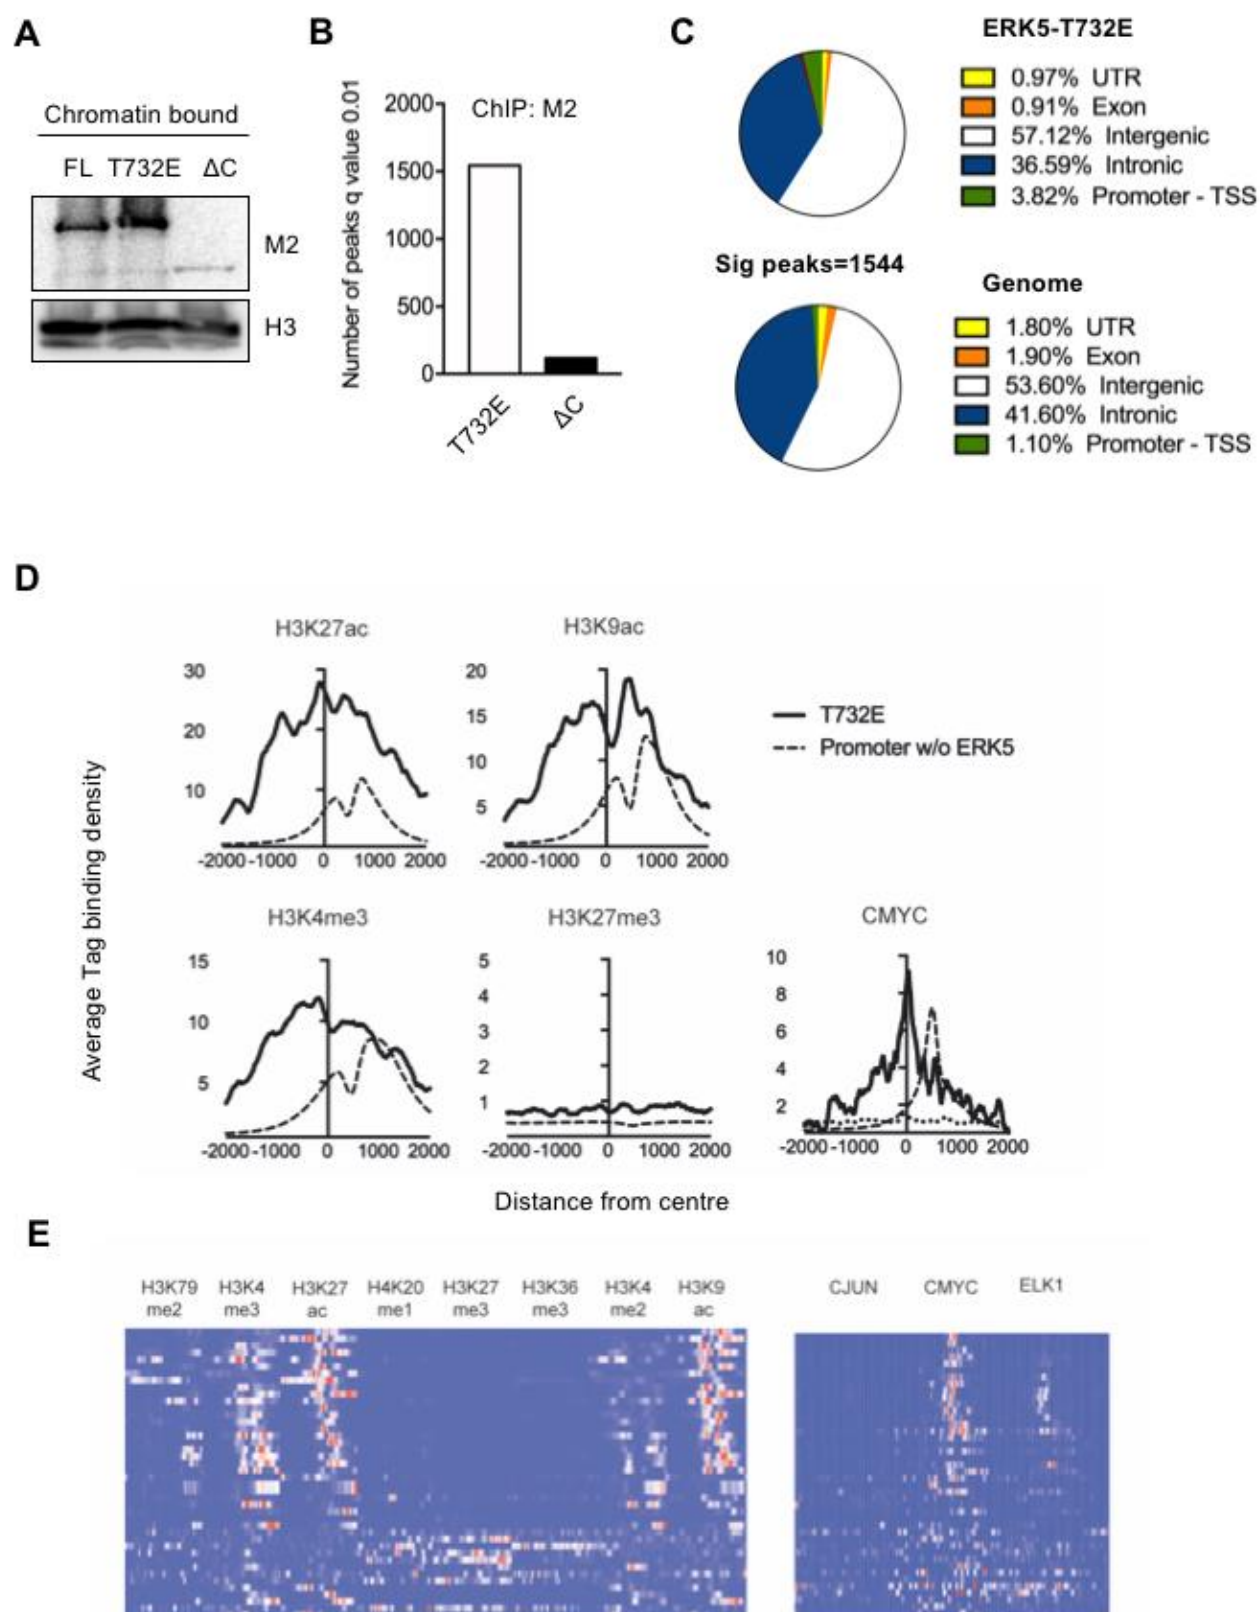 A
Chromatin bound
FL T732E ΔC
M2
H3
B
Number of peaks q value 0.01
ChIP: M2
2000
1500
1000
500
0
T732E
ΔC
C
ERK5-T732E
0.97% UTR
0.91% Exon
57.12% Intergenic
36.59% Intronic
3.82% Promoter - TSS
Sig peaks=1544
Genome
1.80% UTR
1.90% Exon
53.60% Intergenic
41.60% Intronic
1.10% Promoter - TSS
D
Average Tag binding density
H3K27ac
30
20
10
-2000 -1000 0 1000 2000
H3K9ac
20
15
10
5
-2000 -1000 0 1000 2000
T732E
Promoter w/o ERK5
H3K4me3
15
10
5
-2000 -1000 0 1000 2000
H3K27me3
5
4
3
2
1
-2000 -1000 0 1000 2000
CMYC
10
8
6
4
2
-2000 -1000 0 1000 2000
Distance from centre
E
H3K79 H3K4 H3K27 H4K20 H3K27 H3K36 H3K4 H3K9
me2 me3 ac me1 me3 me3 me2 ac
CJUN CMYC ELK1